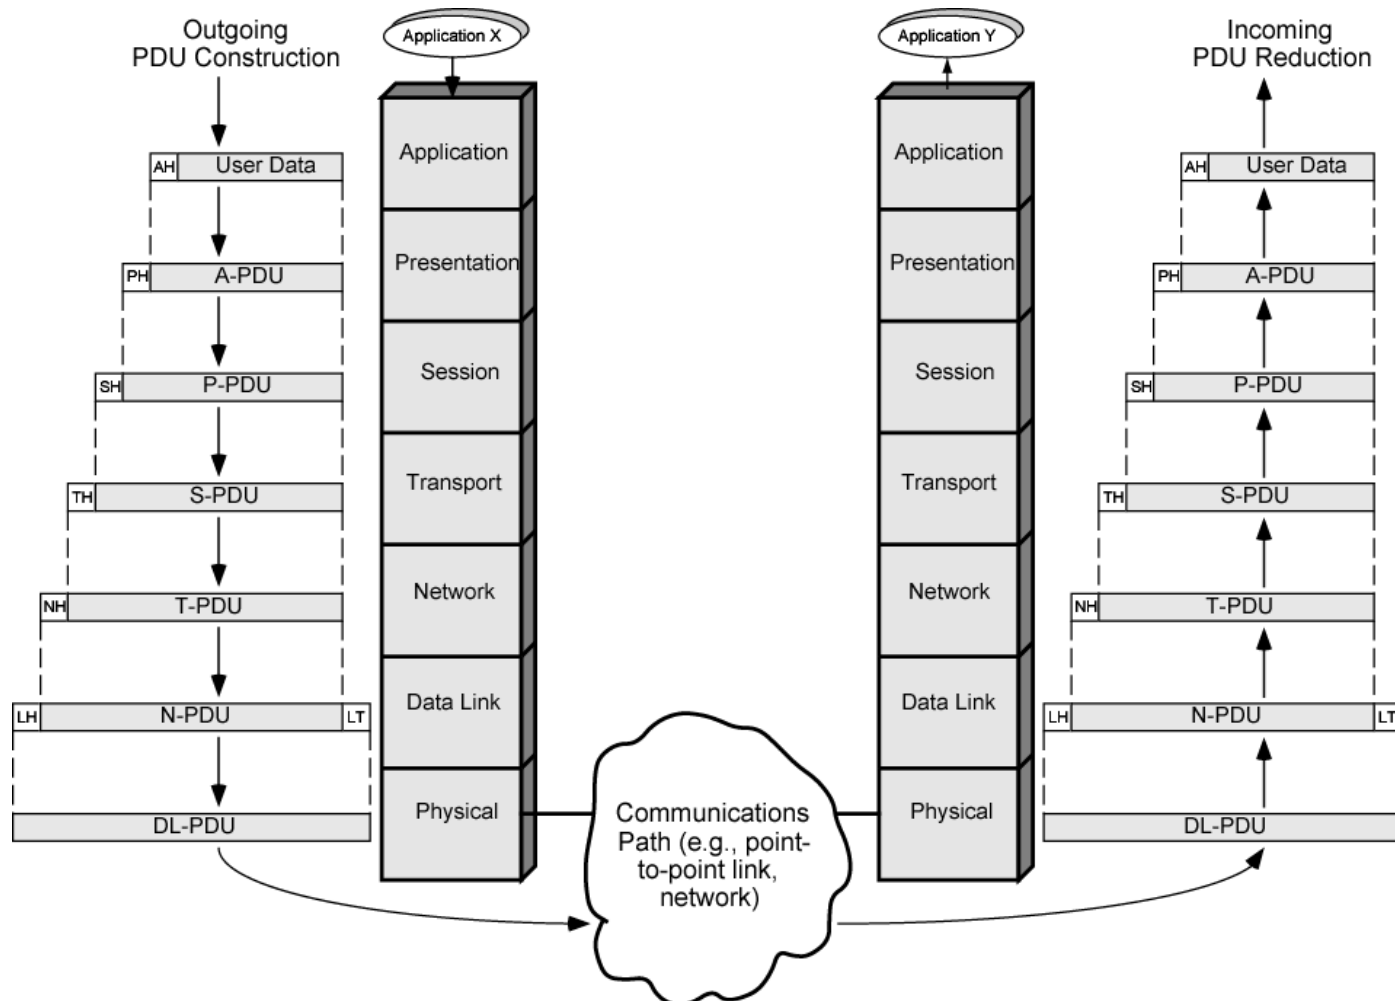 Outgoing
PDU Construction
Application X
Application Y
Incoming
PDU Reduction
AH User Data
Application
Application
AH User Data
PH A-PDU
Presentation
Presentation
PH A-PDU
SH P-PDU
Session
Session
SH P-PDU
TH S-PDU
Transport
Transport
TH S-PDU
NH T-PDU
Network
Network
NH T-PDU
LH N-PDU LT
Data Link
Data Link
LH N-PDU LT
DL-PDU
Physical
Communications
Path (e.g., point-
to-point link,
network)
Physical
DL-PDU